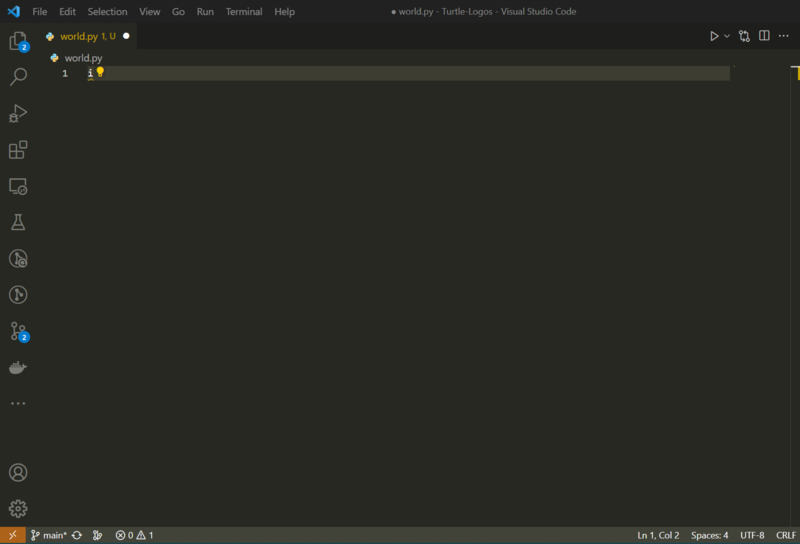 File Edit Selection View Go Run Terminal Help ● world.py - Turtle-Logos - Visual Studio Code
world.py 1, U ●
world.py
1 i
2
2
main* 0 1 Ln 1, Col 2 Spaces: 4 UTF-8 CRLF